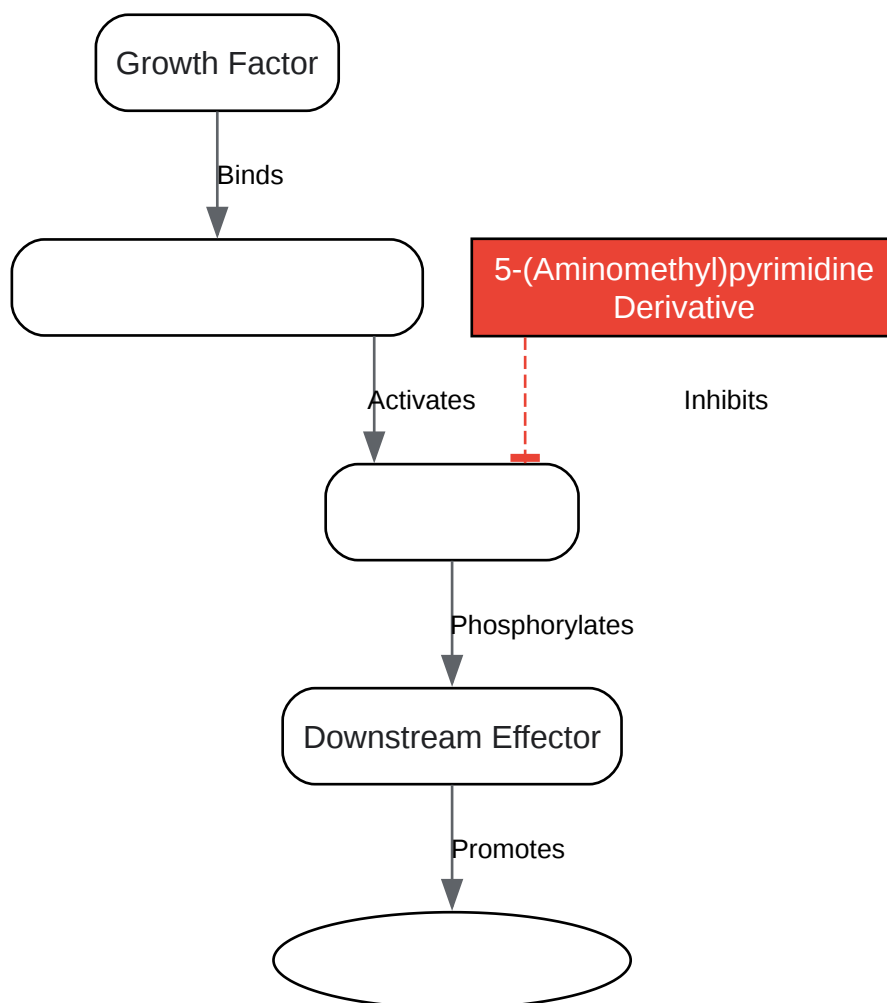 Growth Factor
Binds
5-(Aminomethyl)pyrimidine
Derivative
Activates
Inhibits
Phosphorylates
Downstream Effector
Promotes